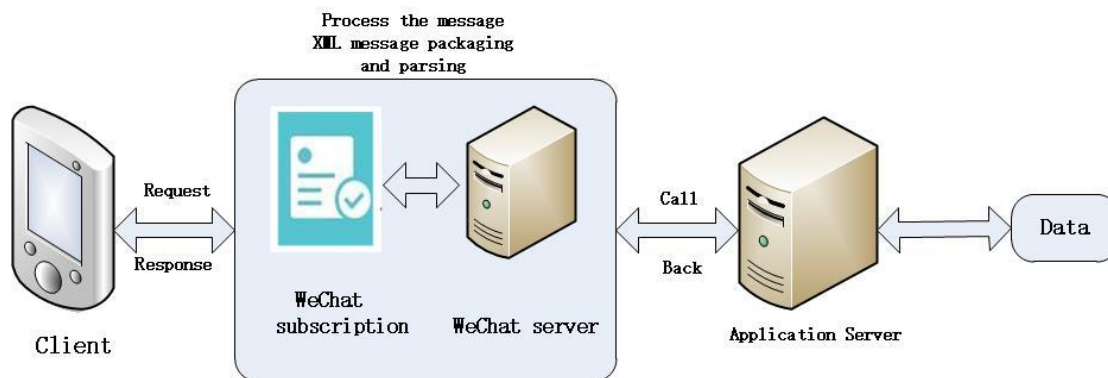 Process the message
XML message packaging
and parsing
Request
Response
Call
Back
Data
WeChat
subscription
WeChat server
Application Server
Client